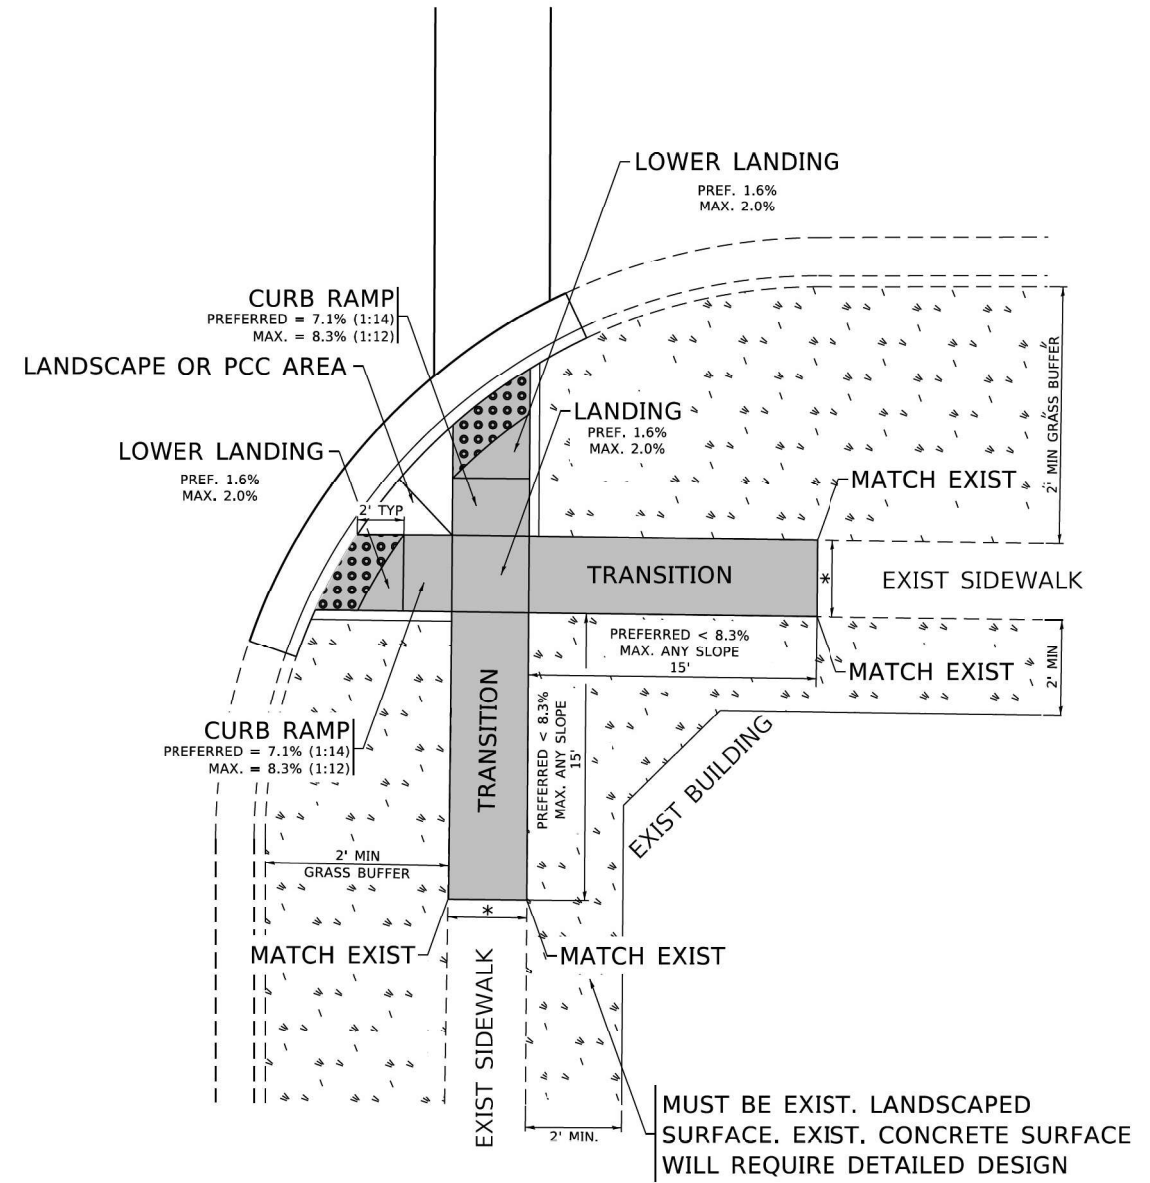 LOWER LANDING
PREF. 1.6%
MAX. 2.0%
CURB RAMP
PREFERRED = 7.1% (1:14)
MAX. = 8.3% (1:12)
LANDSCAPE OR PCC AREA
LANDING
PREF. 1.6%
MAX. 2.0%
LOWER LANDING
PREF. 1.6%
MAX. 2.0%
2' TYP
2' MIN GRASS BUFFER
MATCH EXIST
TRANSITION
*
EXIST SIDEWALK
PREFERRED < 8.3%
MAX. ANY SLOPE
15'
MATCH EXIST
2' MIN
TRANSITION
PREFERRED < 8.3%
MAX. ANY SLOPE
15'
CURB RAMP
PREFERRED = 7.1% (1:14)
MAX. = 8.3% (1:12)
EXIST BUILDING
2' MIN
GRASS BUFFER
*
MATCH EXIST
MATCH EXIST
EXIST SIDEWALK
2' MIN.
MUST BE EXIST. LANDSCAPED
SURFACE. EXIST. CONCRETE SURFACE
WILL REQUIRE DETAILED DESIGN